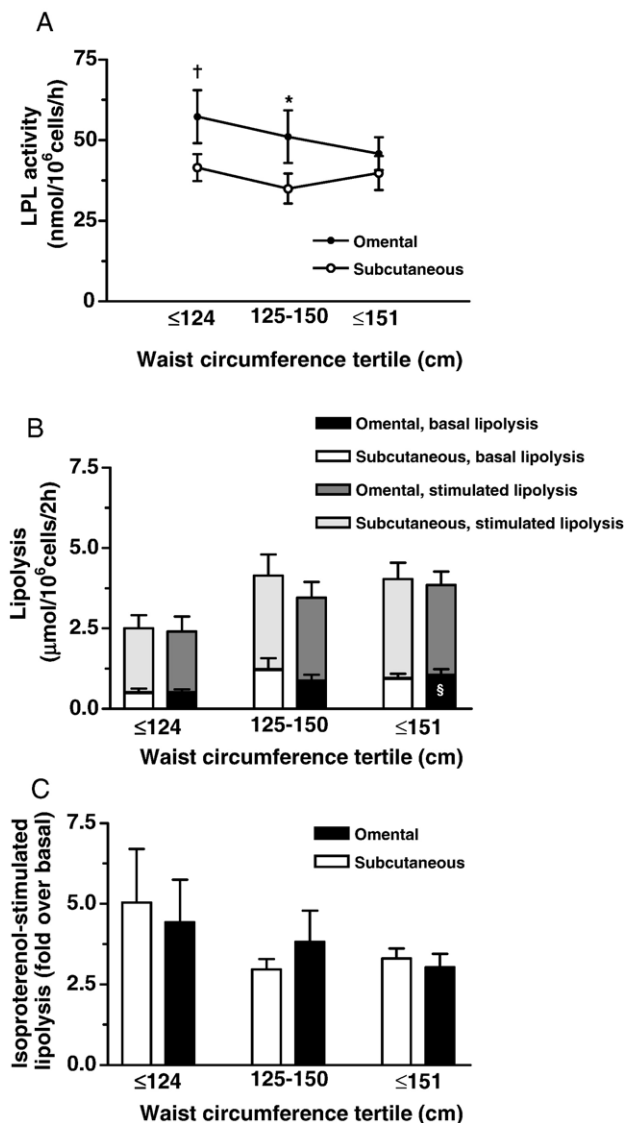 A
LPL activity
(nmol/10⁶cells/h)
75
50
25
0
†
*
Omental
Subcutaneous
≤124 125-150 ≤151
Waist circumference tertile (cm)
B
Omental, basal lipolysis
Subcutaneous, basal lipolysis
Omental, stimulated lipolysis
Subcutaneous, stimulated lipolysis
Lipolysis
(μmol/10⁶cells/2h)
7.5
5.0
2.5
0.0
§
≤124 125-150 ≤151
Waist circumference tertile (cm)
C
Isoproterenol-stimulated
lipolysis (fold over basal)
7.5
5.0
2.5
0.0
Omental
Subcutaneous
≤124 125-150 ≤151
Waist circumference tertile (cm)